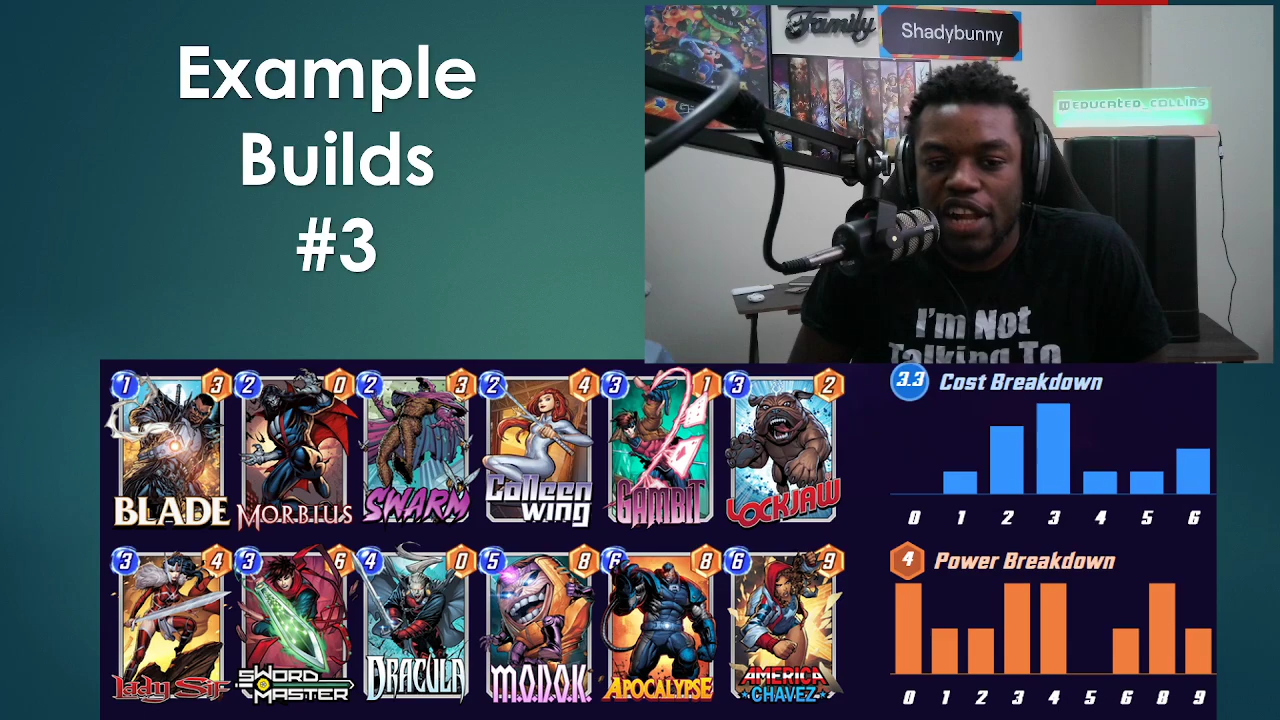 Example
Builds
#3
Family
Shadybunny
@EDUCATED_COLLINS
I'm Not
Talking To
1 3 2 0 2 3 2 4 3 1 3 2
BLADE MORBIUS SWARM Colleen wing GAMBIT LOCKJAW
3 4 3 6 4 0 5 8 6 8 6 9
Lady Sif SWORD MASTER DRACULA M.O.D.O.K. APOCALYPSE AMERICA CHAVEZ
3.3 Cost Breakdown
0 1 2 3 4 5 6
4 Power Breakdown
0 1 2 3 4 5 6 8 9